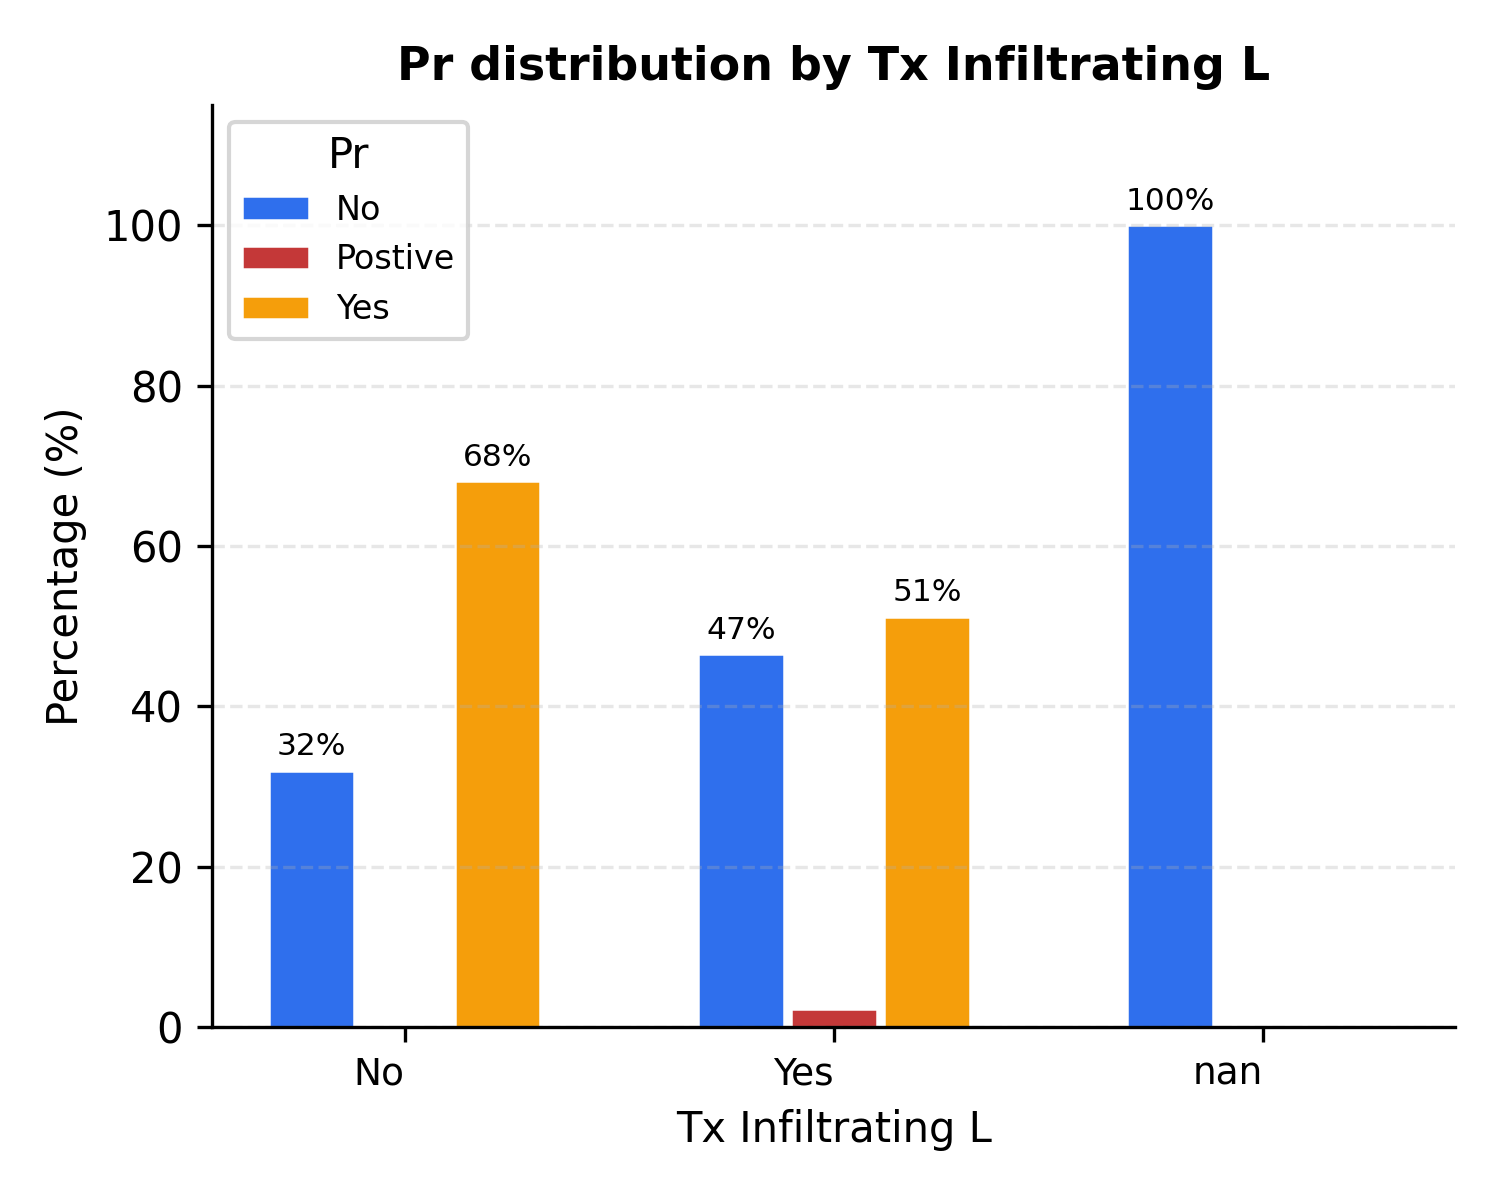 Pr distribution by Tx Infiltrating L
Pr
No
Postive
Yes
Percentage (%)
100
80
60
40
20
0
32%
68%
47%
51%
100%
No
Yes
nan
Tx Infiltrating L